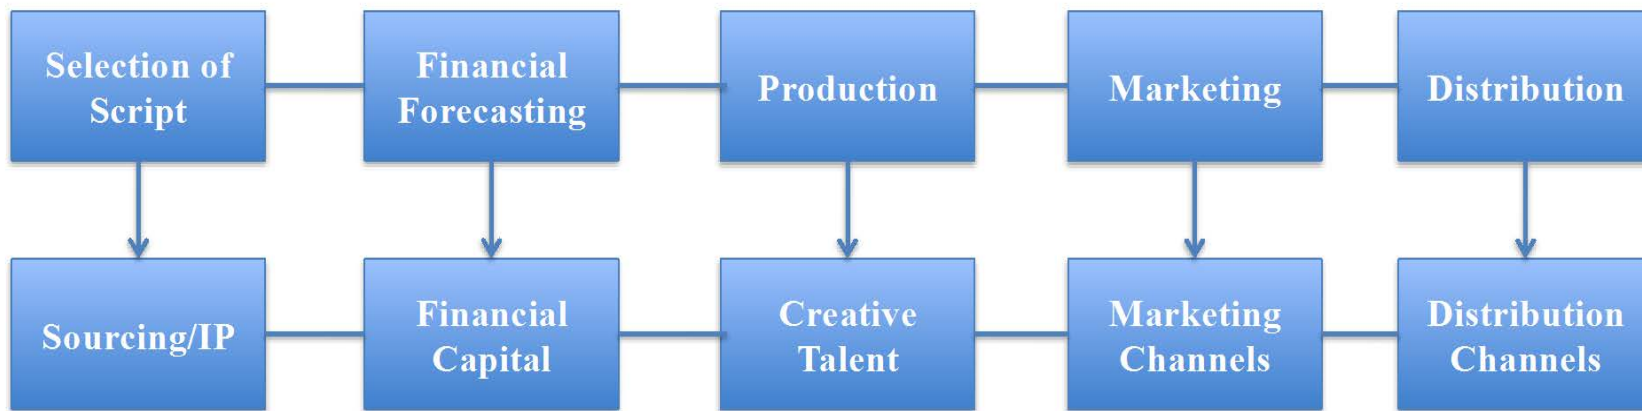 Selection of
Script
Financial
Forecasting
Production
Marketing
Distribution
Sourcing/IP
Financial
Capital
Creative
Talent
Marketing
Channels
Distribution
Channels